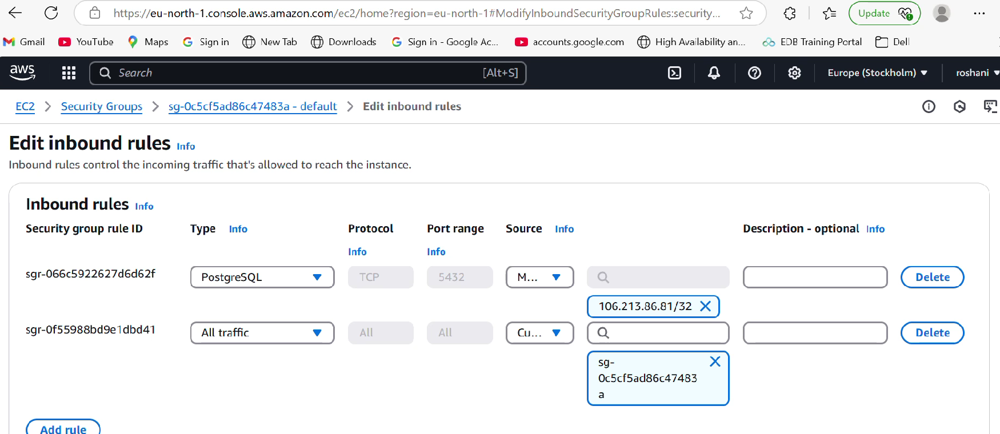 https://eu-north-1.console.aws.amazon.com/ec2/home?region=eu-north-1#ModifyInboundSecurityGroupRules:security...
Update
Gmail YouTube Maps Sign in New Tab Downloads Sign in - Google Ac... accounts.google.com High Availability an... EDB Training Portal Dell
aws Search [Alt+S] Europe (Stockholm) roshani
EC2 Security Groups sg-0c5cf5ad86c47483a - default Edit inbound rules
Edit inbound rules Info
Inbound rules control the incoming traffic that's allowed to reach the instance.
Inbound rules Info
Security group rule ID Type Info Protocol Port range Source Info Description - optional Info
Info Info
sgr-066c5922627d6d62f PostgreSQL TCP 5432 M... Delete
106.213.86.81/32
sgr-0f55988bd9e1dbd41 All traffic All All Cu... Delete
sg-
0c5cf5ad86c47483
a
Add rule